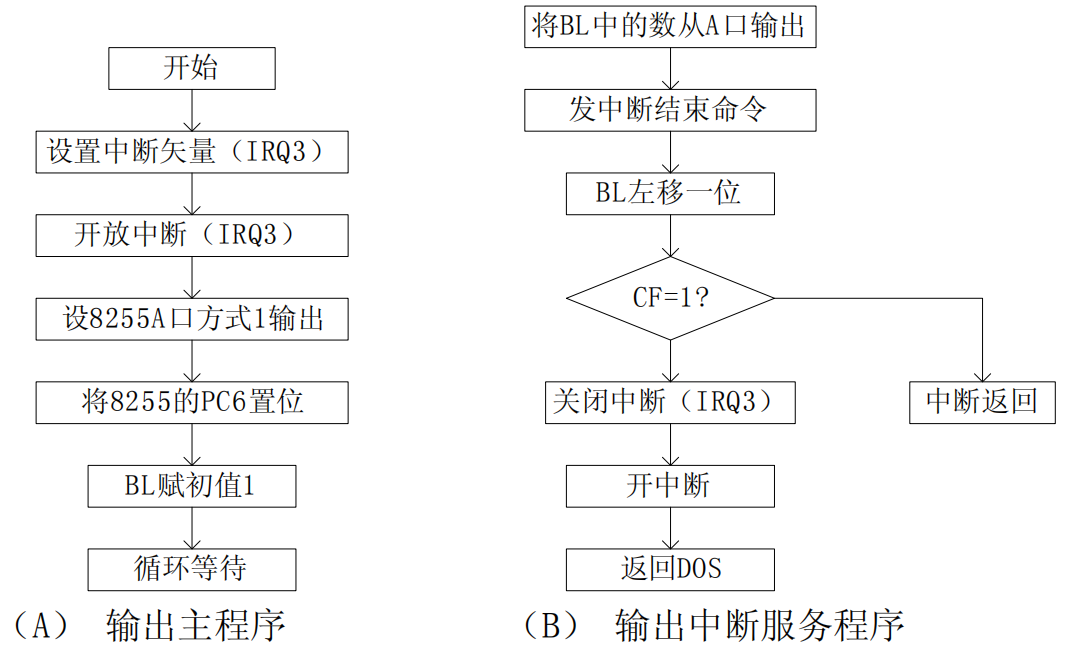 开始
设置中断矢量（IRQ3）
开放中断（IRQ3）
设8255A口方式1输出
将8255的PC6置位
BL赋初值1
循环等待
（A） 输出主程序
将BL中的数从A口输出
发中断结束命令
BL左移一位
CF=1?
关闭中断（IRQ3）
中断返回
开中断
返回DOS
（B） 输出中断服务程序